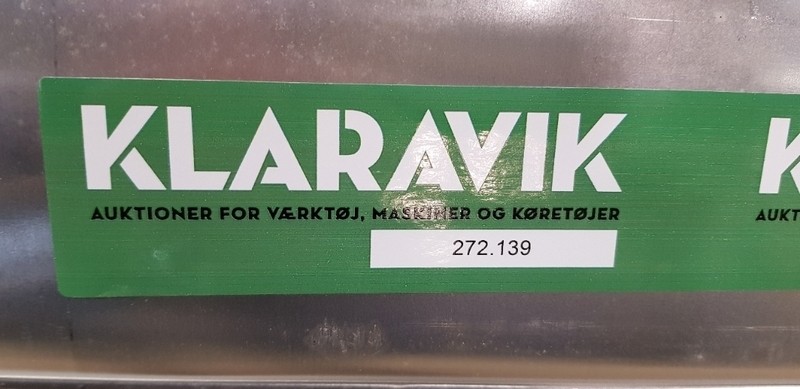 KLARAVIK
AUKTIONER FOR VÆRKTØJ, MASKINER OG KØRETØJER
272.139